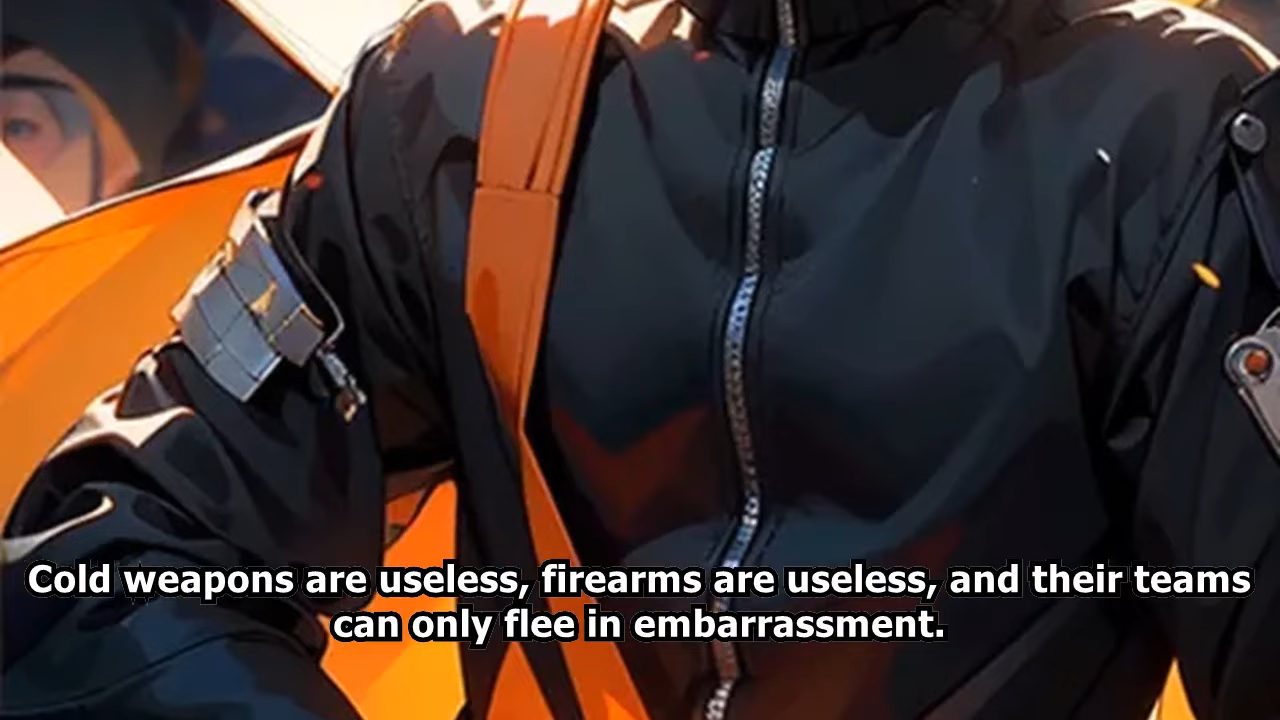 Cold weapons are useless, firearms are useless, and their teams
can only flee in embarrassment.